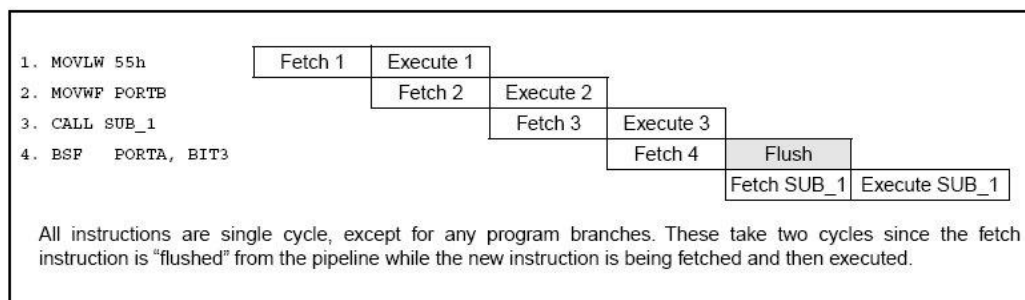 1. MOVLW 55h Fetch 1 Execute 1
2. MOVWF PORTB Fetch 2 Execute 2
3. CALL SUB_1 Fetch 3 Execute 3
4. BSF PORTA, BIT3 Fetch 4 Flush
Fetch SUB_1 Execute SUB_1
All instructions are single cycle, except for any program branches. These take two cycles since the fetch
instruction is “flushed” from the pipeline while the new instruction is being fetched and then executed.